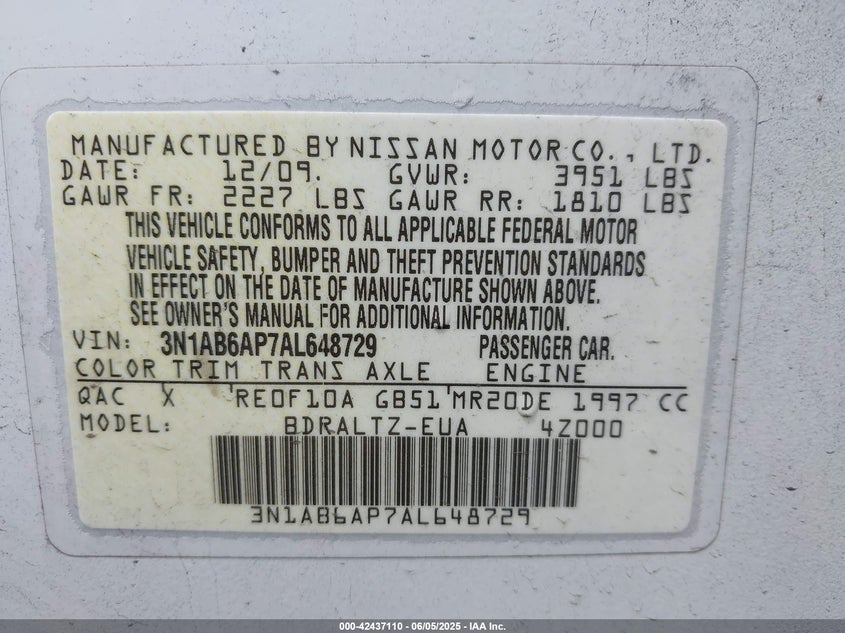 MANUFACTURED BY NISSAN MOTOR CO., LTD.
DATE: 12/09. GVWR: 3951 LBS
GAWR FR: 2227 LBS GAWR RR: 1810 LBS
THIS VEHICLE CONFORMS TO ALL APPLICABLE FEDERAL MOTOR
VEHICLE SAFETY, BUMPER AND THEFT PREVENTION STANDARDS
IN EFFECT ON THE DATE OF MANUFACTURE SHOWN ABOVE.
SEE OWNER'S MANUAL FOR ADDITIONAL INFORMATION.
VIN: 3N1AB6AP7AL648729 PASSENGER CAR.
COLOR TRIM TRANS AXLE ENGINE
QAC X RE0F10A GB51 MR20DE 1997 CC
MODEL: BDRALTZ-EUA 4Z000
3N1AB6AP7AL648729
000-42437110 - 06/05/2025 - IAA Inc.